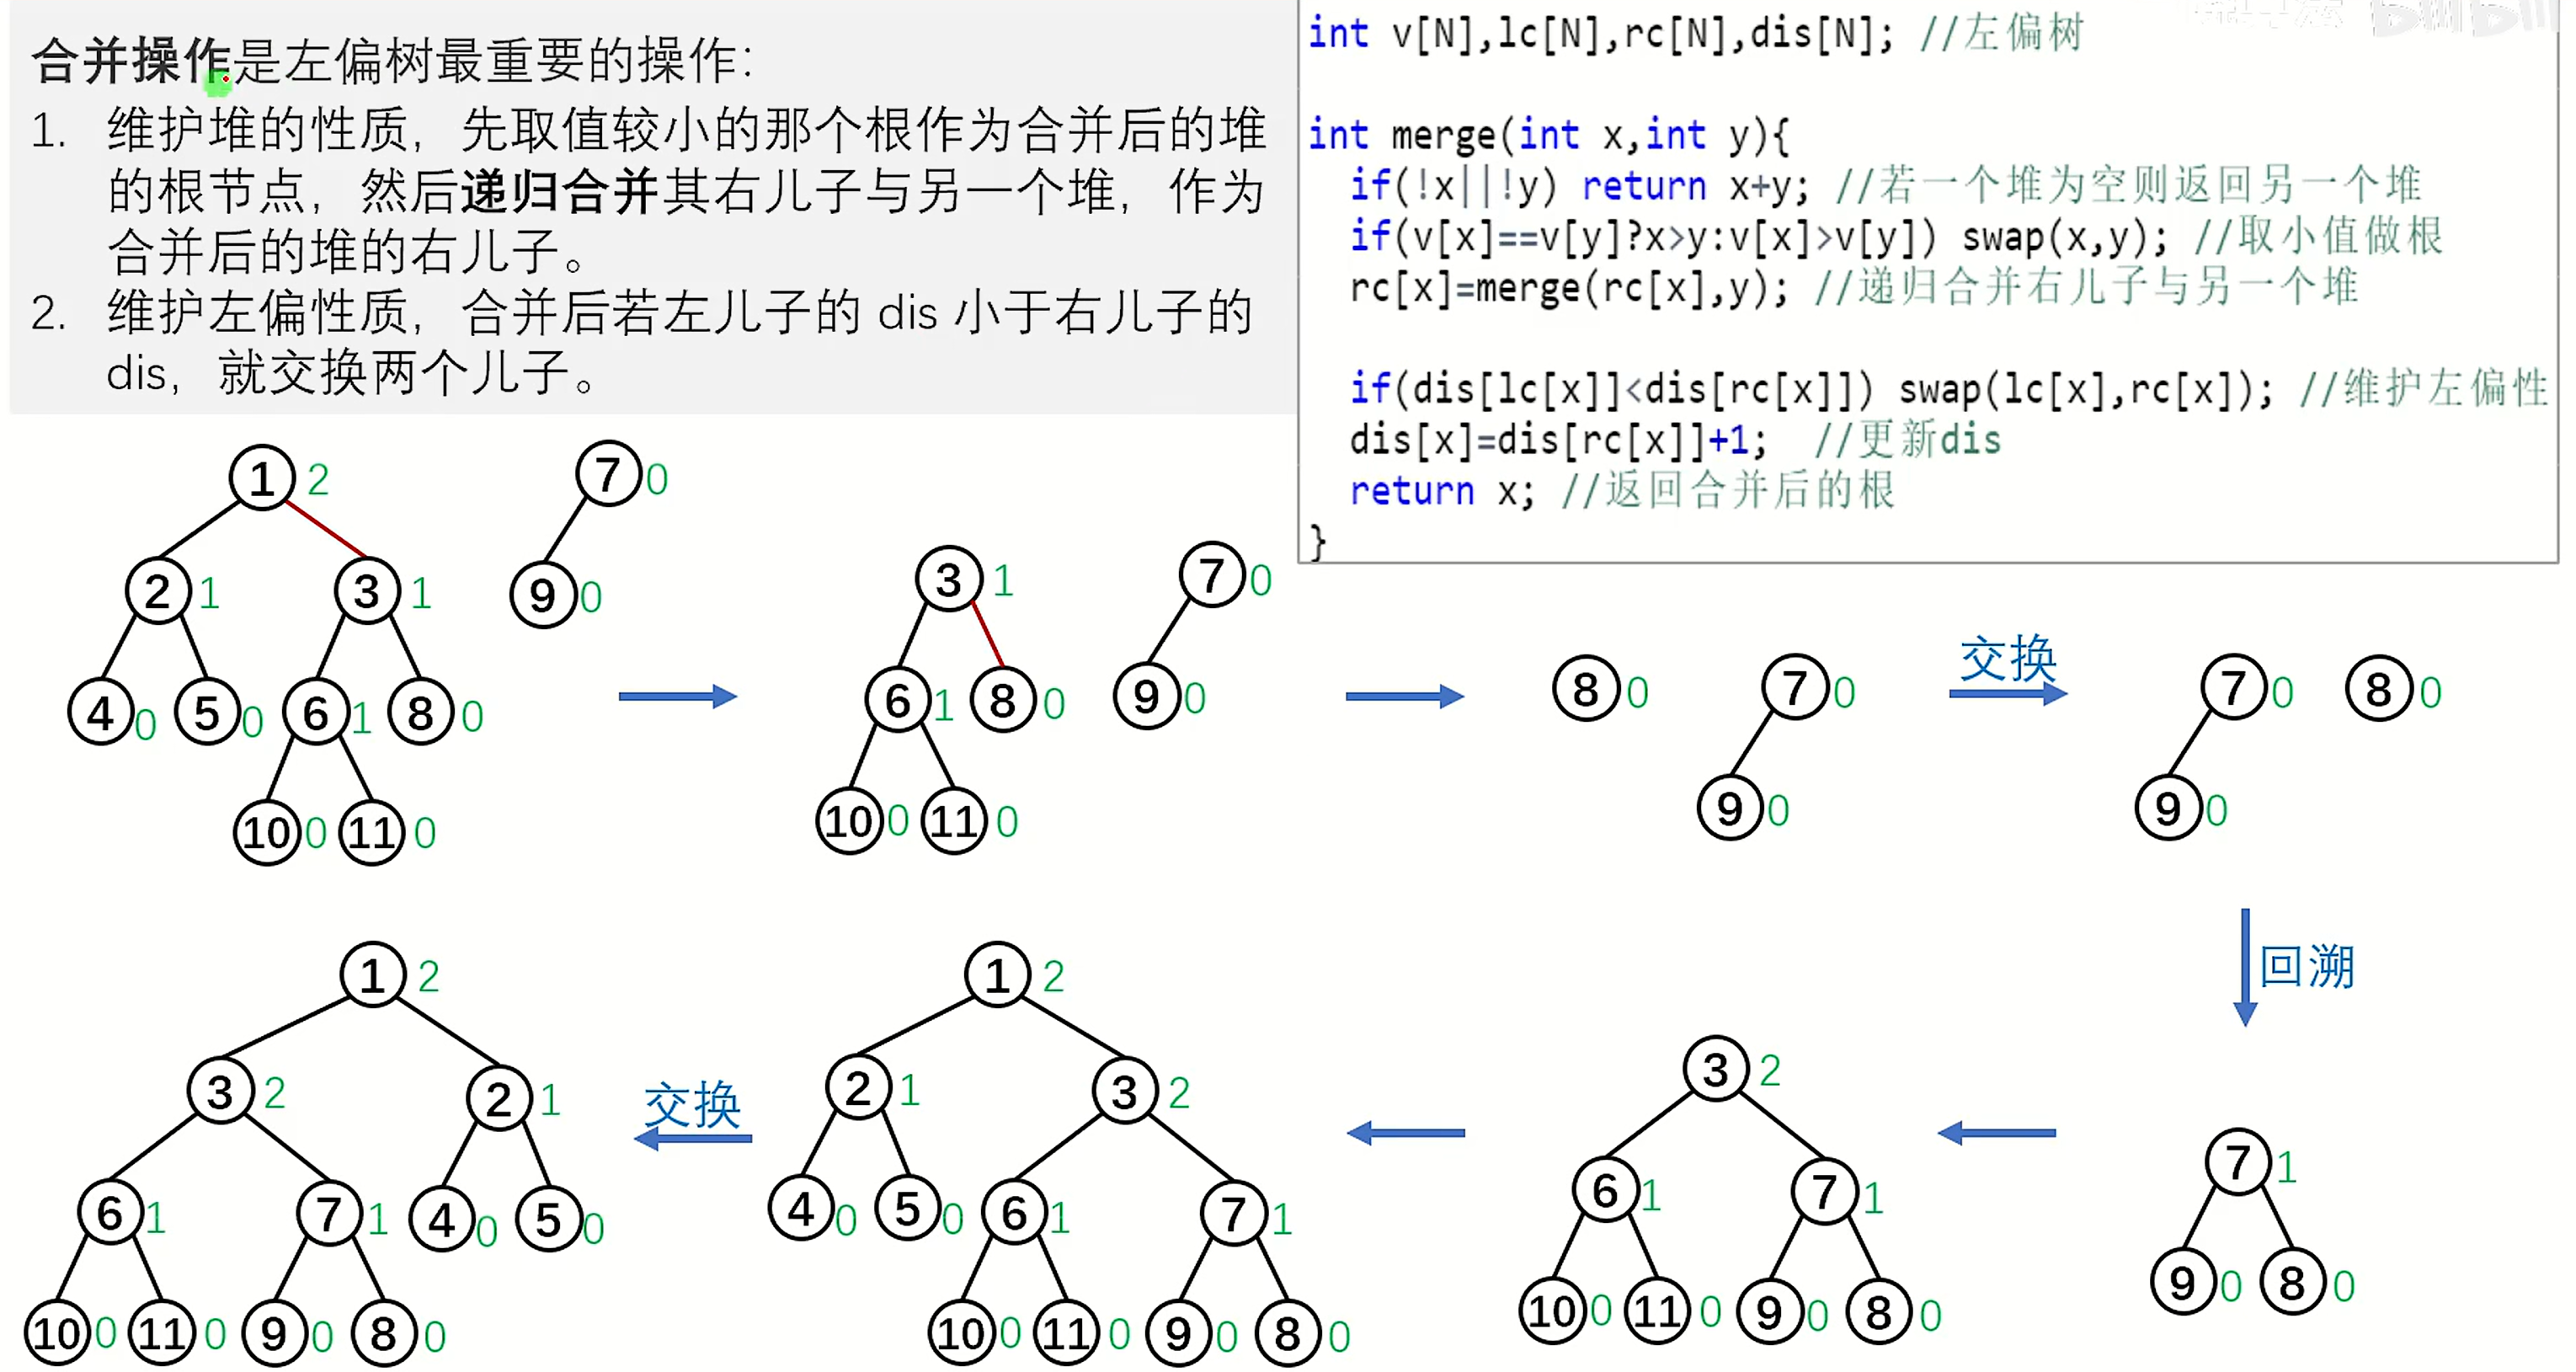 合并操作是左偏树最重要的操作：
1. 维护堆的性质，先取值较小的那个根作为合并后的堆
的根节点，然后递归合并其右儿子与另一个堆，作为
合并后的堆的右儿子。
2. 维护左偏性质，合并后若左儿子的 dis 小于右儿子的
dis，就交换两个儿子。
int v[N],lc[N],rc[N],dis[N]; //左偏树
int merge(int x,int y){
if(!x||!y) return x+y; //若一个堆为空则返回另一个堆
if(v[x]==v[y]?x>y:v[x]>v[y]) swap(x,y); //取小值做根
rc[x]=merge(rc[x],y); //递归合并右儿子与另一个堆
if(dis[lc[x]]<dis[rc[x]]) swap(lc[x],rc[x]); //维护左偏性
dis[x]=dis[rc[x]]+1; //更新dis
return x; //返回合并后的根
}
1 2
2 1 3 1
4 0 5 0 6 1 8 0
10 0 11 0
7 0
9 0
3 1
6 1 8 0
10 0 11 0
7 0
9 0
8 0
7 0
9 0
交换
7 0
9 0
8 0
回溯
7 1
9 0 8 0
3 2
6 1 7 1
10 0 11 0 9 0 8 0
1 2
2 1 3 2
4 0 5 0 6 1 7 1
10 0 11 0 9 0 8 0
交换
1 2
3 2 2 1
6 1 7 1 4 0 5 0
10 0 11 0 9 0 8 0